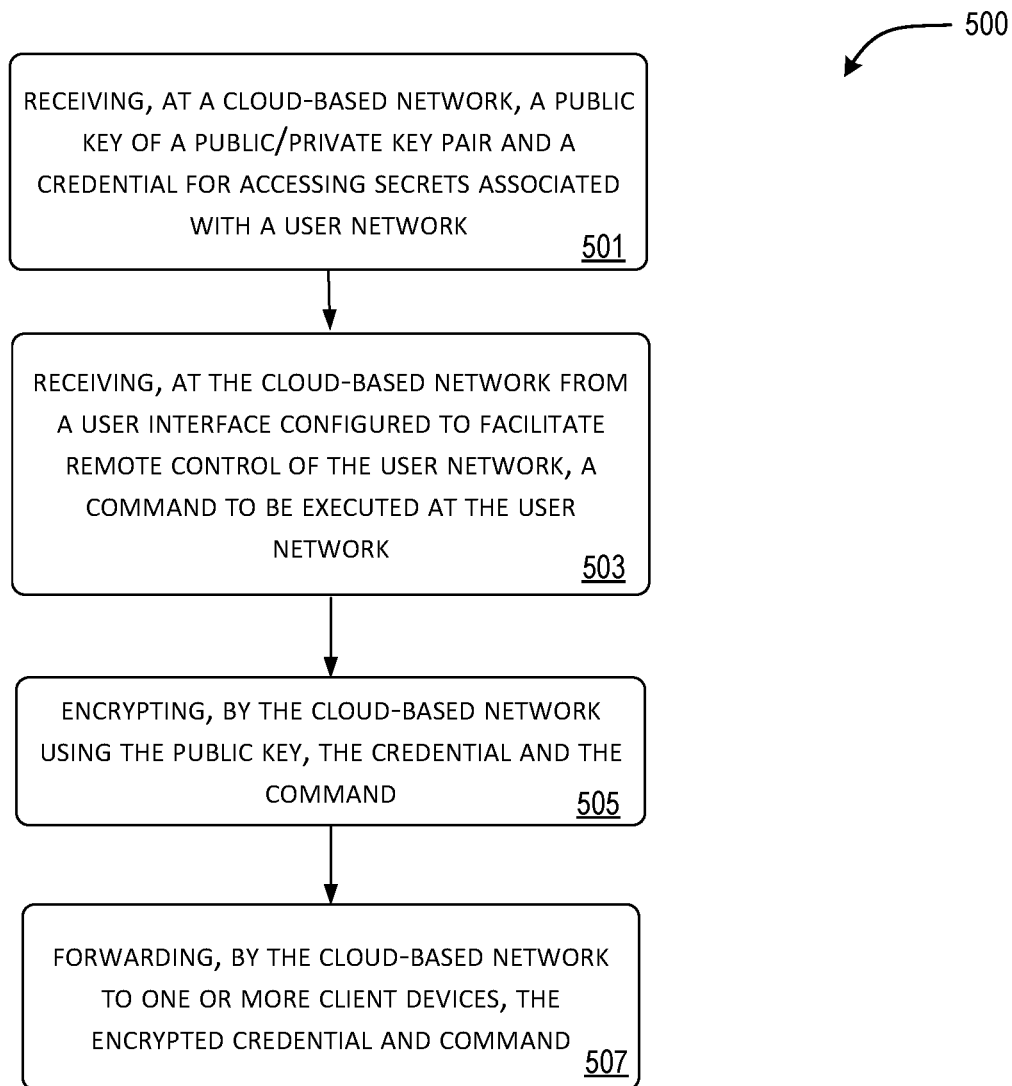 500
RECEIVING, AT A CLOUD-BASED NETWORK, A PUBLIC
KEY OF A PUBLIC/PRIVATE KEY PAIR AND A
CREDENTIAL FOR ACCESSING SECRETS ASSOCIATED
WITH A USER NETWORK
501
RECEIVING, AT THE CLOUD-BASED NETWORK FROM
A USER INTERFACE CONFIGURED TO FACILITATE
REMOTE CONTROL OF THE USER NETWORK, A
COMMAND TO BE EXECUTED AT THE USER
NETWORK
503
ENCRYPTING, BY THE CLOUD-BASED NETWORK
USING THE PUBLIC KEY, THE CREDENTIAL AND THE
COMMAND
505
FORWARDING, BY THE CLOUD-BASED NETWORK
TO ONE OR MORE CLIENT DEVICES, THE
ENCRYPTED CREDENTIAL AND COMMAND
507